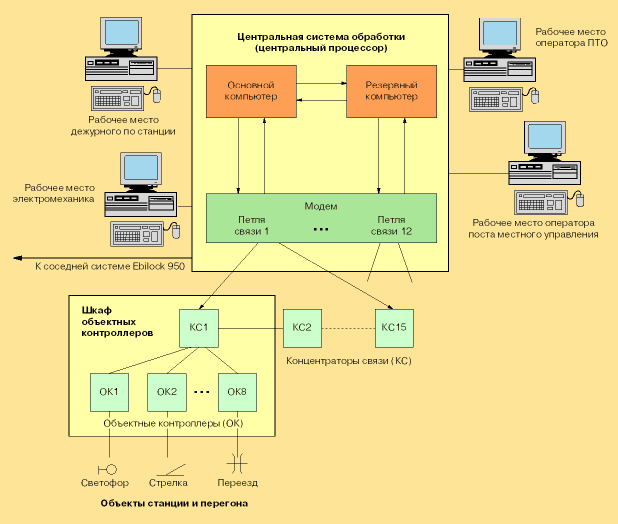 Центральная система обработки
(центральный процессор)
Рабочее место
оператора ПТО
Основной
компьютер
Резервный
компьютер
Рабочее место
дежурного по станции
Рабочее место
электромеханика
Модем
Петля
связи 1
...
Петля
связи 12
Рабочее место оператора
поста местного управления
К соседней системе Ebilock 950
Шкаф
объектных
контроллеров
КС1
КС2
КС15
Концентраторы связи (КС)
ОК1
ОК2
...
ОК8
Объектные контроллеры (ОК)
Светофор
Стрелка
Переезд
Объекты станции и перегона